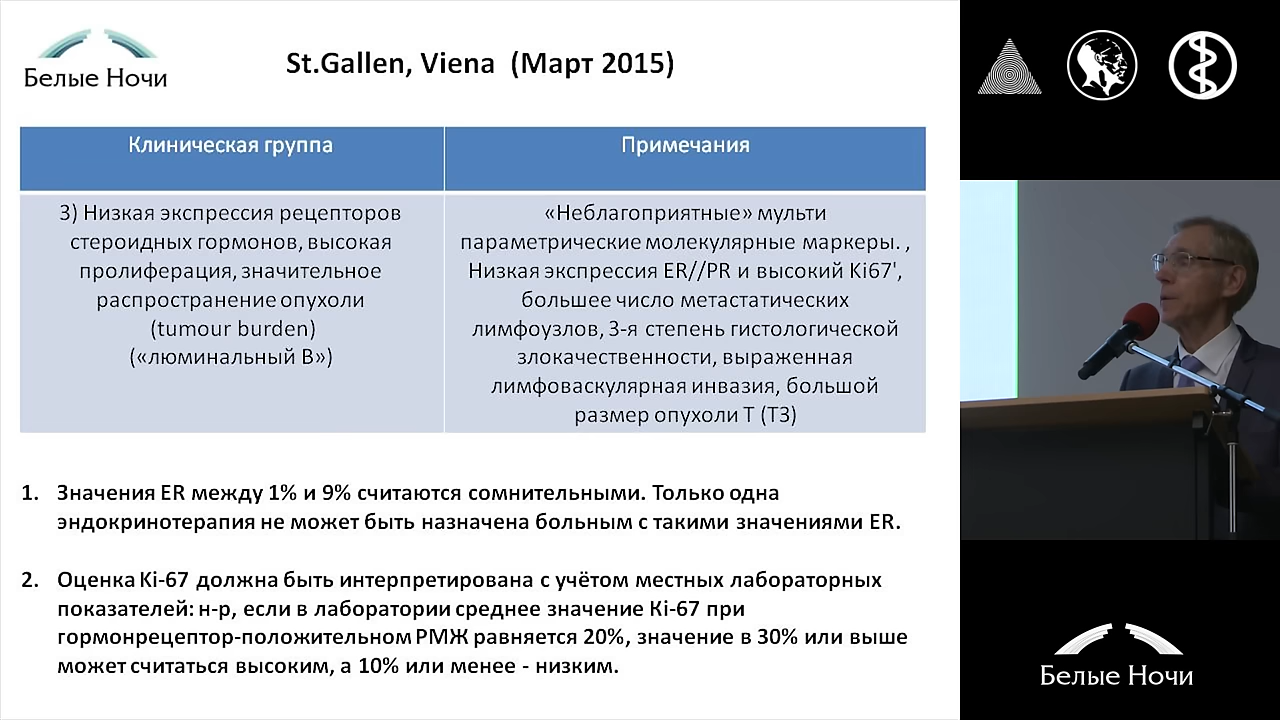 Белые Ночи
St.Gallen, Viena (Март 2015)
Клиническая группа
Примечания
3) Низкая экспрессия рецепторов
стероидных гормонов, высокая
пролиферация, значительное
распространение опухоли
(tumour burden)
(«люминальный В»)
«Неблагоприятные» мульти
параметрические молекулярные маркеры. ,
Низкая экспрессия ER//PR и высокий Ki67',
большее число метастатических
лимфоузлов, 3-я степень гистологической
злокачественности, выраженная
лимфоваскулярная инвазия, большой
размер опухоли Т (Т3)
1. Значения ER между 1% и 9% считаются сомнительными. Только одна
эндокринотерапия не может быть назначена больным с такими значениями ER.
2. Оценка Ki-67 должна быть интерпретирована с учётом местных лабораторных
показателей: н-р, если в лаборатории среднее значение Ki-67 при
гормонрецептор-положительном РМЖ равняется 20%, значение в 30% или выше
может считаться высоким, а 10% или менее - низким.
Белые Ночи